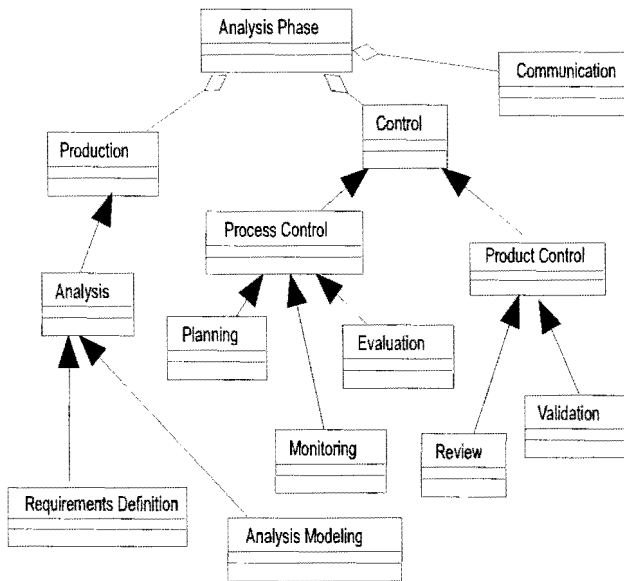 Analysis Phase
Communication
Control
Production
Process Control
Product Control
Analysis
Planning
Evaluation
Validation
Monitoring
Review
Requirements Definition
Analysis Modeling